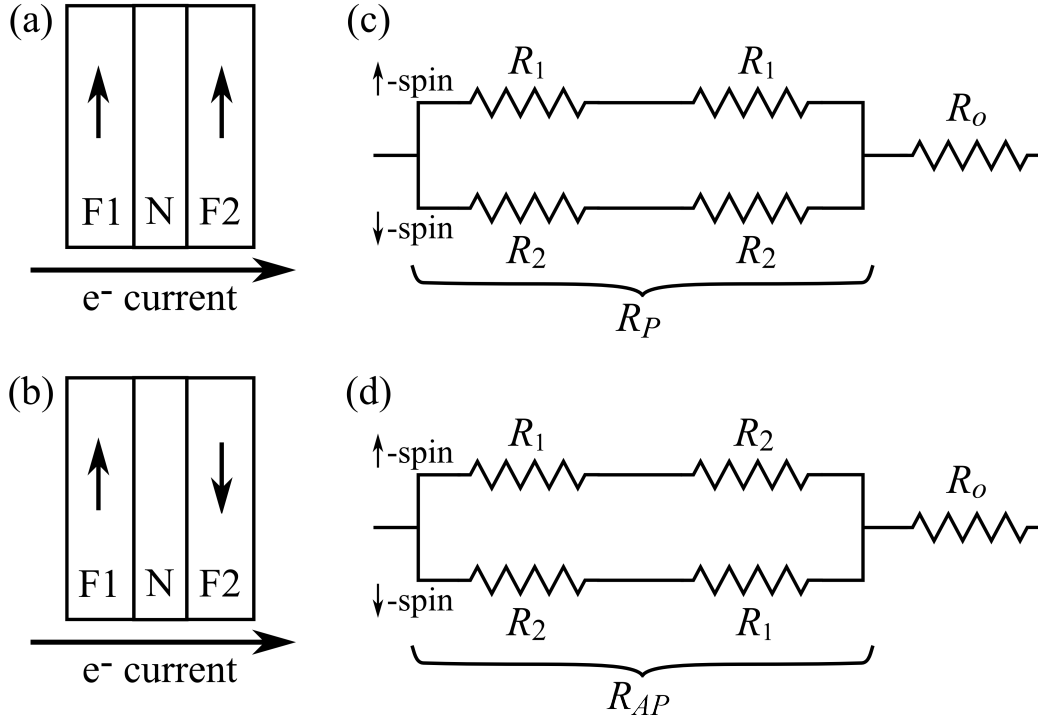 (a)
F1 N F2
e- current
(b)
F1 N F2
e- current
(c)
↑-spin R1 R1
Ro
↓-spin R2 R2
RP
(d)
↑-spin R1 R2
Ro
↓-spin R2 R1
RAP